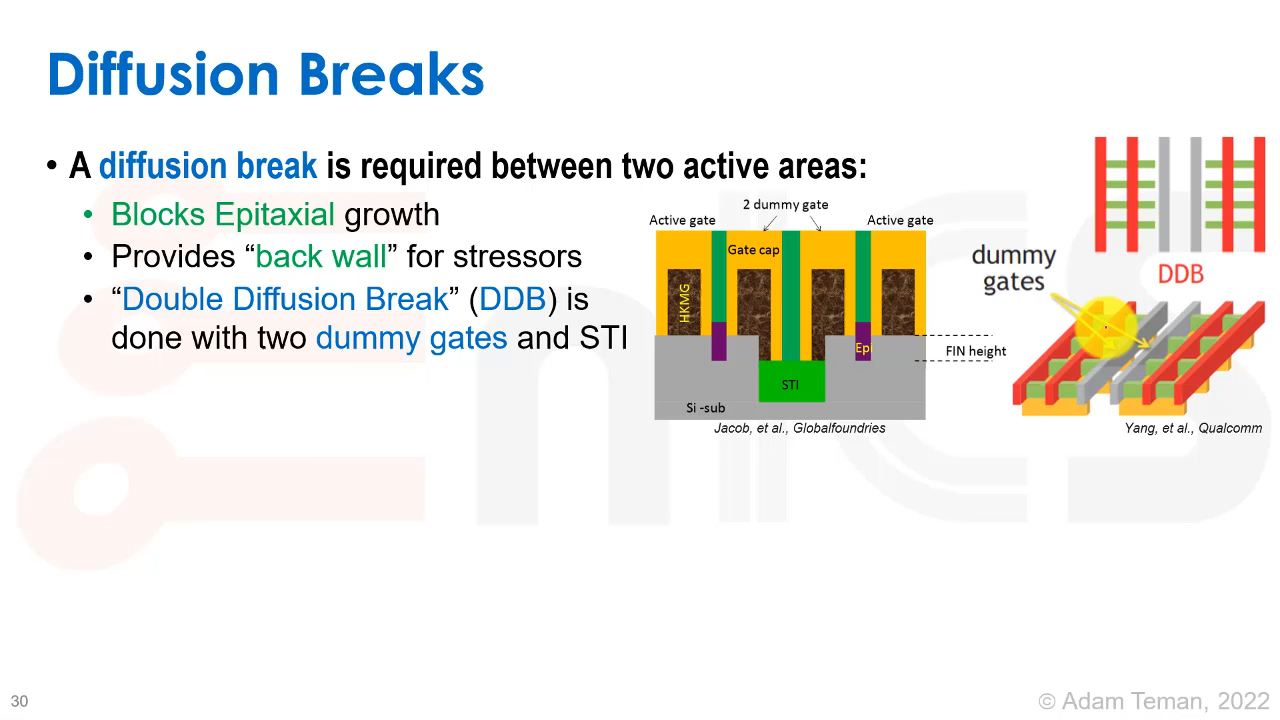 Diffusion Breaks
• A diffusion break is required between two active areas:
• Blocks Epitaxial growth
• Provides “back wall” for stressors
• “Double Diffusion Break” (DDB) is
done with two dummy gates and STI
2 dummy gate
Active gate
Active gate
Gate cap
HKMG
Epi
FIN height
STI
Si -sub
Jacob, et al., Globalfoundries
dummy
gates
DDB
Yang, et al., Qualcomm
30
© Adam Teman, 2022